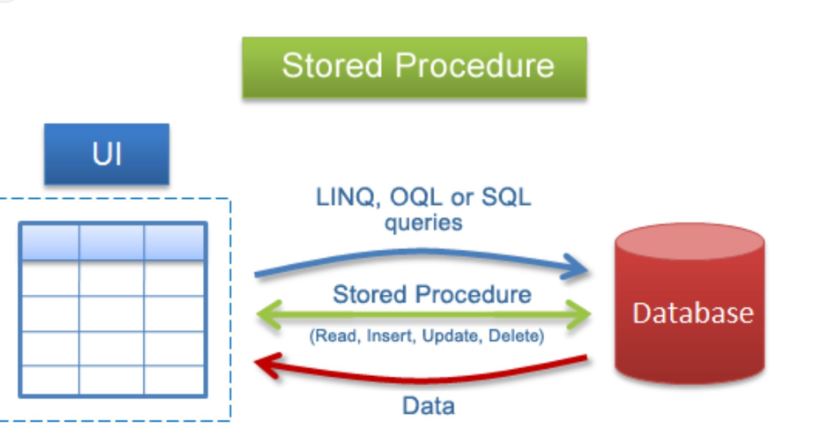 Stored Procedure
UI
LINQ, OQL or SQL
queries
Stored Procedure
(Read, Insert, Update, Delete)
Database
Data